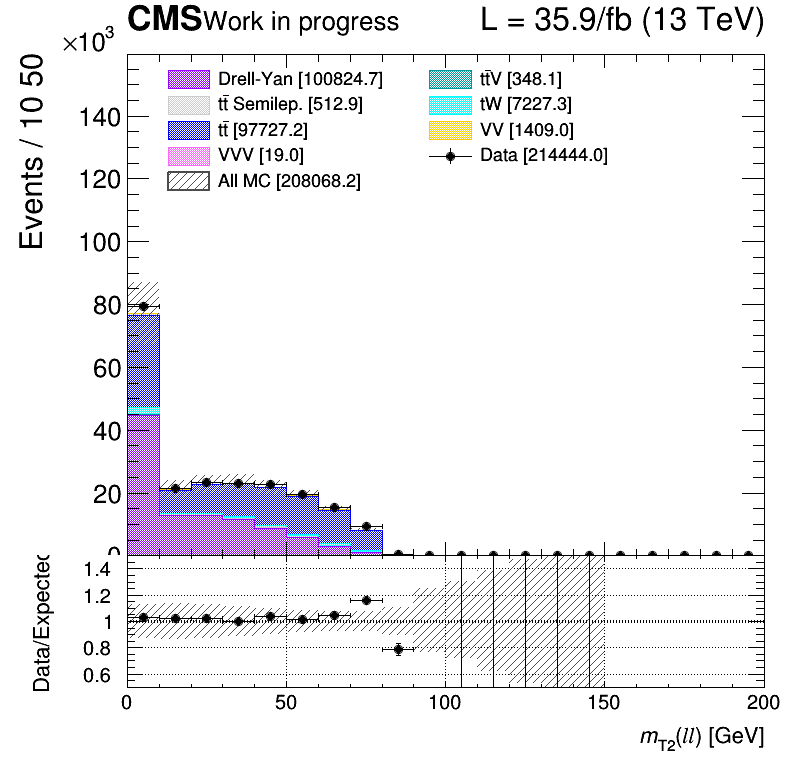 CMS Work in progress L = 35.9/fb (13 TeV)
×10³
Events / 10 50
Drell-Yan [100824.7]
tt̄ Semilep. [512.9]
tt̄ [97727.2]
VVV [19.0]
All MC [208068.2]
tt̄V [348.1]
tW [7227.3]
VV [1409.0]
Data [214444.0]
140
120
100
80
60
40
20
0
Data/Expected
1.4
1.2
1
0.8
0.6
0 50 100 150 200
m_T2(ll) [GeV]